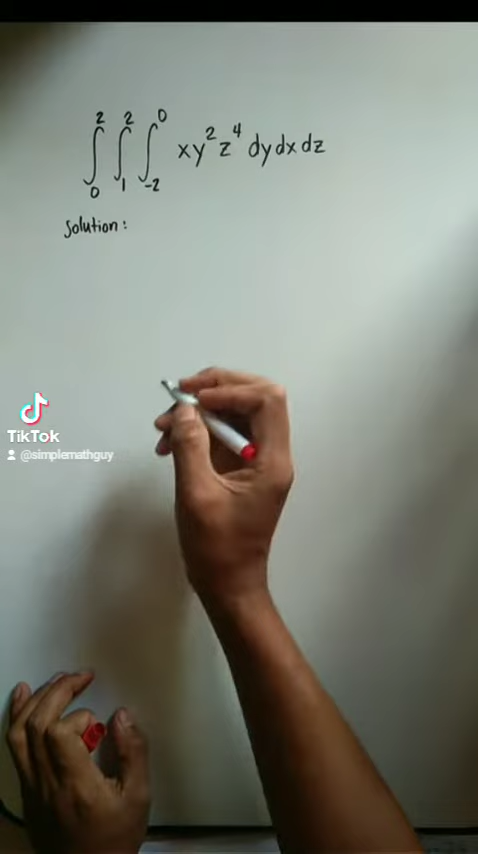 ∫₀² ∫₁² ∫₋₂⁰ xy²z⁴ dy dx dz
Solution:
TikTok
@simplemathguy